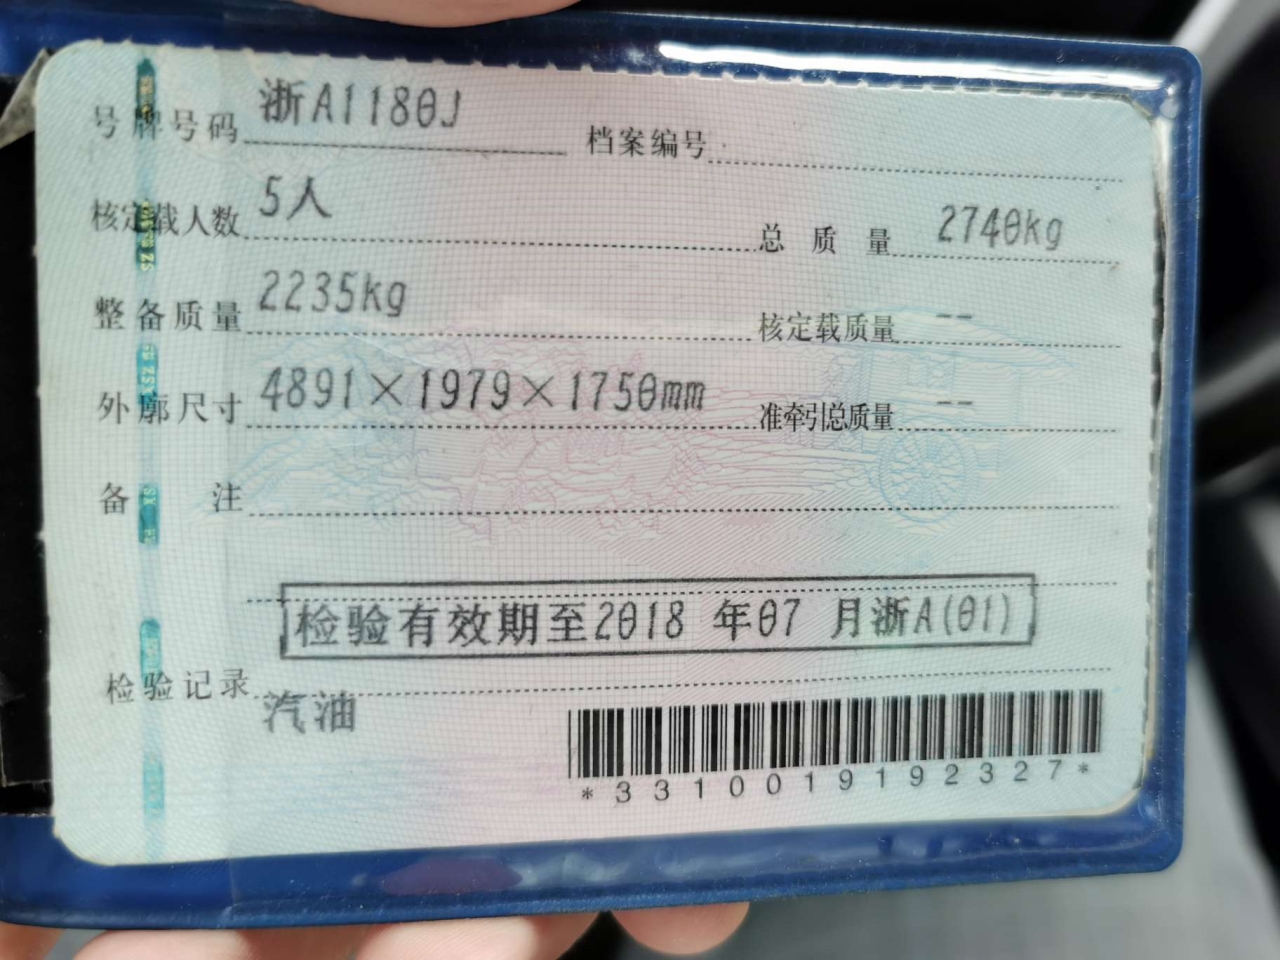 号牌号码 浙A1180J 档案编号
核定载人数 5人 总质量 2740kg
整备质量 2235kg 核定载质量 --
外廓尺寸 4891×1979×1750mm 准牵引总质量 --
备注
检验有效期至2018 年07 月浙A(01)
检验记录
汽油
*3310019192327*